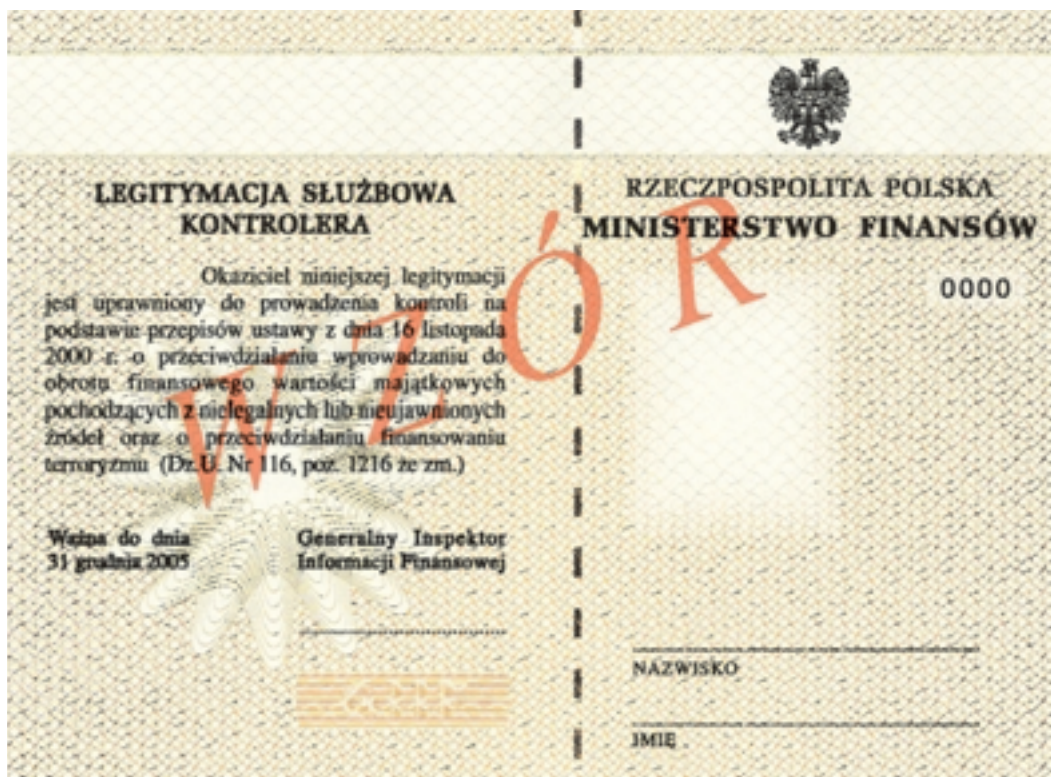 LEGITYMACJA SŁUŻBOWA
KONTROLERA
Okaziciel niniejszej legitymacji
jest uprawniony do prowadzenia kontroli na
podstawie przepisów ustawy z dnia 16 listopada
2000 r. o przeciwdziałaniu wprowadzaniu do
obrotu finansowego wartości majątkowych
pochodzących z nielegalnych lub nieujawnionych
źródeł oraz o przeciwdziałaniu finansowaniu
terroryzmu (Dz.U. Nr 116, poz. 1216 ze zm.)
Ważna do dnia
31 grudnia 2005
Generalny Inspektor
Informacji Finansowej
RZECZPOSPOLITA POLSKA
MINISTERSTWO FINANSÓW
0000
NAZWISKO
IMIĘ
WZÓR